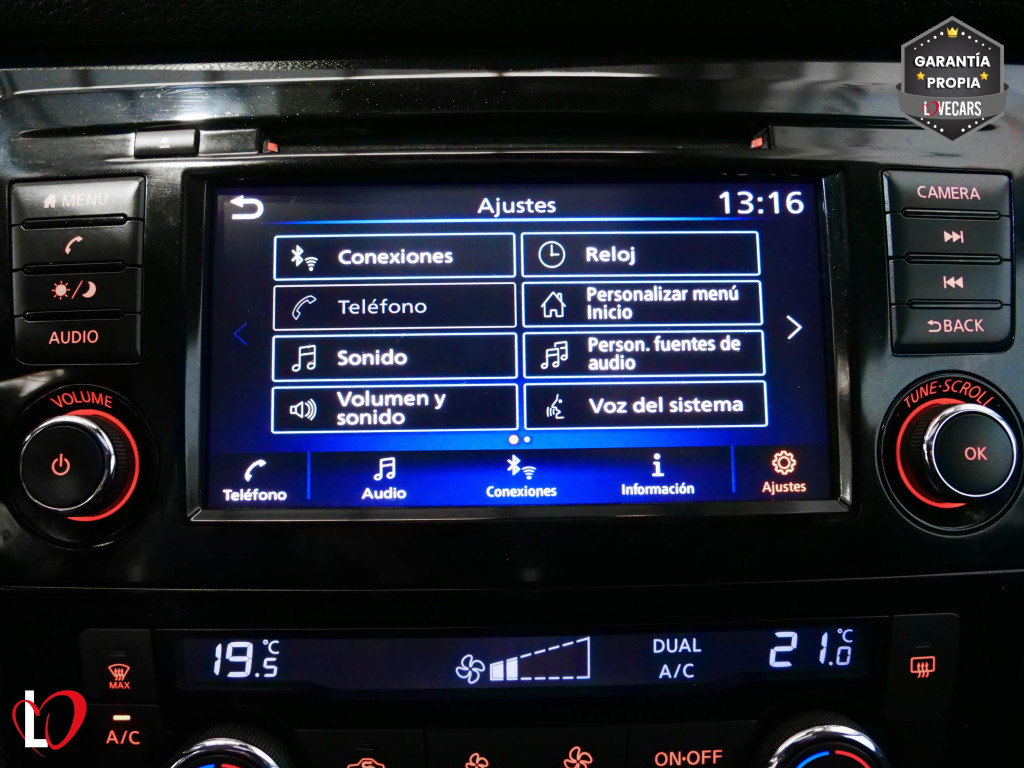 GARANTÍA
PROPIA
LOVECARS
MENU
AUDIO
VOLUME
Ajustes
13:16
Conexiones
Reloj
Teléfono
Personalizar menú
Inicio
Sonido
Person. fuentes de
audio
Volumen y
sonido
Voz del sistema
Teléfono
Audio
Conexiones
Información
Ajustes
CAMERA
BACK
TUNE·SCROLL
OK
19.5°C
DUAL
A/C
21.0°C
MAX
A/C
ON·OFF
L